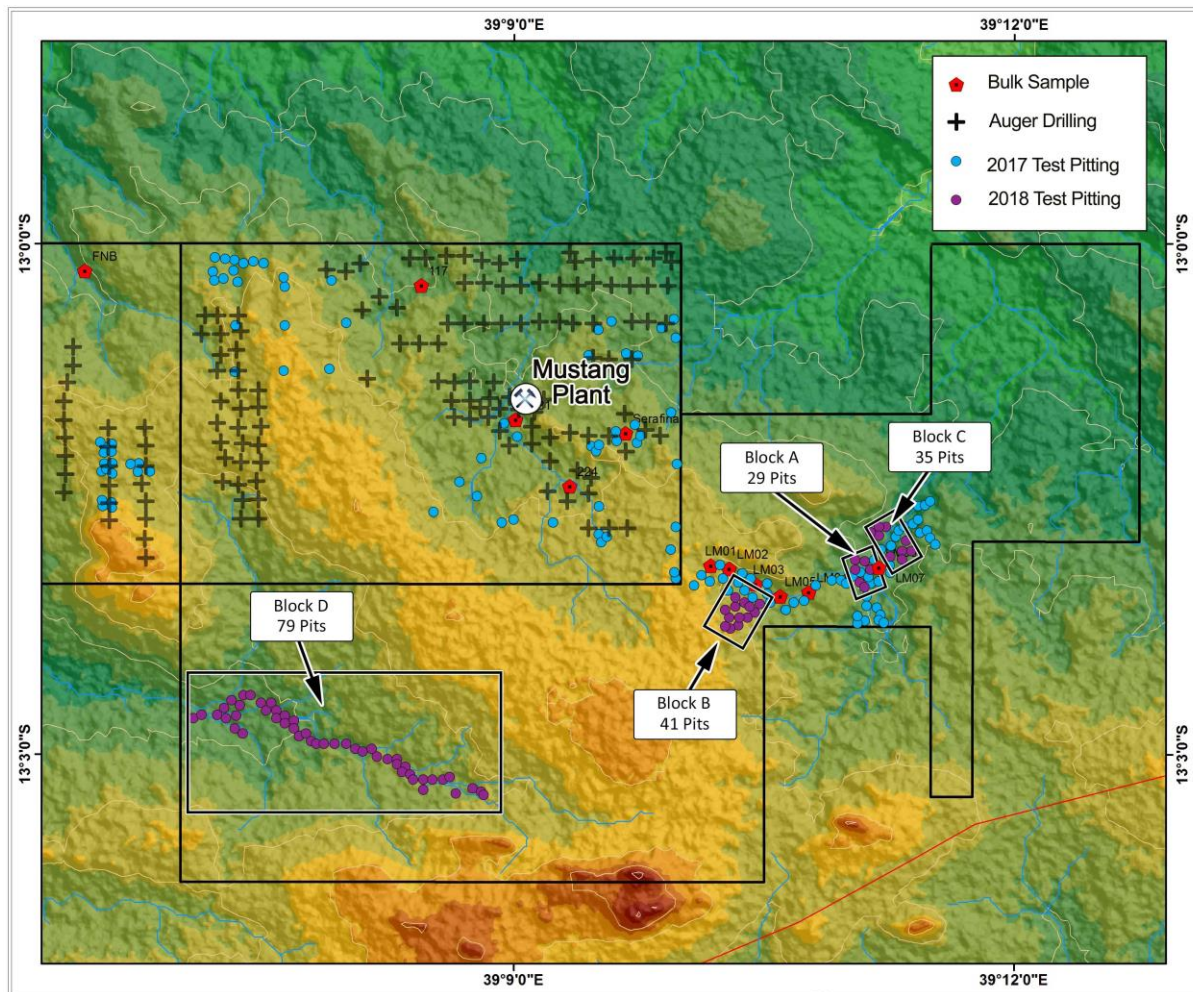 39°9'0"E
39°12'0"E
Bulk Sample
Auger Drilling
2017 Test Pitting
2018 Test Pitting
13°0'0"S
13°0'0"S
FNB
117
Mustang
Plant
Serafina
224
Block A
29 Pits
Block C
35 Pits
LM01
LM02
LM03
LM07
Block D
79 Pits
Block B
41 Pits
13°3'0"S
13°3'0"S
39°9'0"E
39°12'0"E